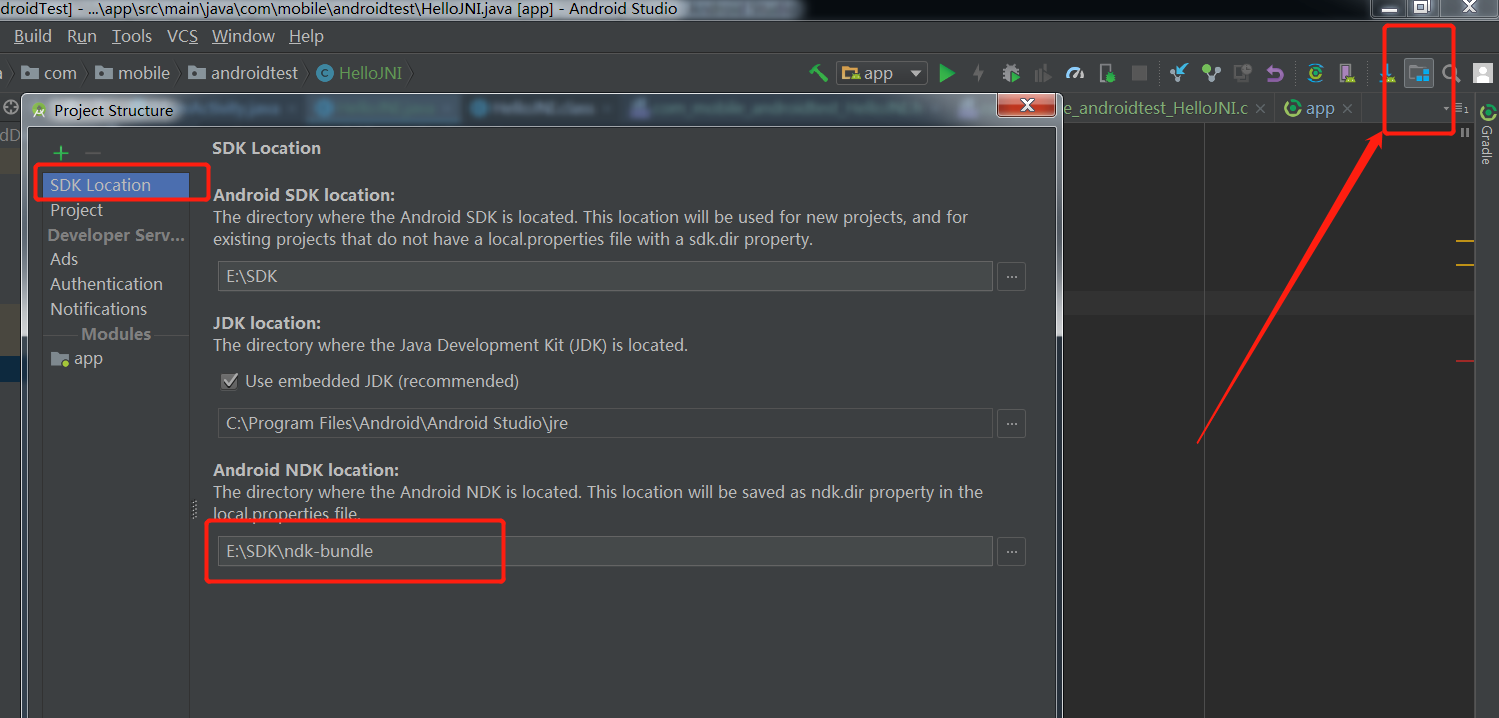 droidTest] - ...\app\src\main\java\com\mobile\androidtest\HelloJNI.java [app] - Android Studio
Build Run Tools VCS Window Help
com mobile androidtest HelloJNI app
Project Structure
e_androidtest_HelloJNI.c app
Gradle
SDK Location
Project
Developer Serv...
Ads
Authentication
Notifications
Modules
app
SDK Location
Android SDK location:
The directory where the Android SDK is located. This location will be used for new projects, and for
existing projects that do not have a local.properties file with a sdk.dir property.
E:\SDK
...
JDK location:
The directory where the Java Development Kit (JDK) is located.
Use embedded JDK (recommended)
C:\Program Files\Android\Android Studio\jre
...
Android NDK location:
The directory where the Android NDK is located. This location will be saved as ndk.dir property in the
local.properties file.
E:\SDK\ndk-bundle
...